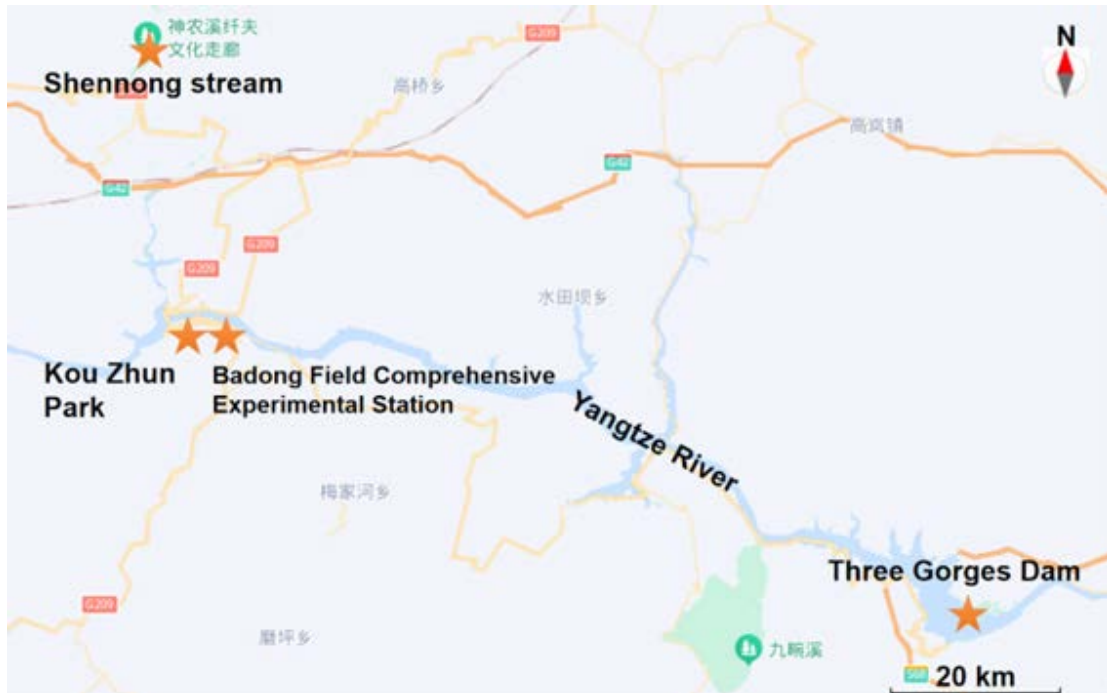 神农溪纤夫
文化走廊
Shennong stream
G209
高桥乡
N
高岚镇
G42
G42
G209
G209
水田坝乡
Kou Zhun
Park
Badong Field Comprehensive
Experimental Station
Yangtze River
梅家河乡
Three Gorges Dam
G209
磨坪乡
九畹溪
20 km